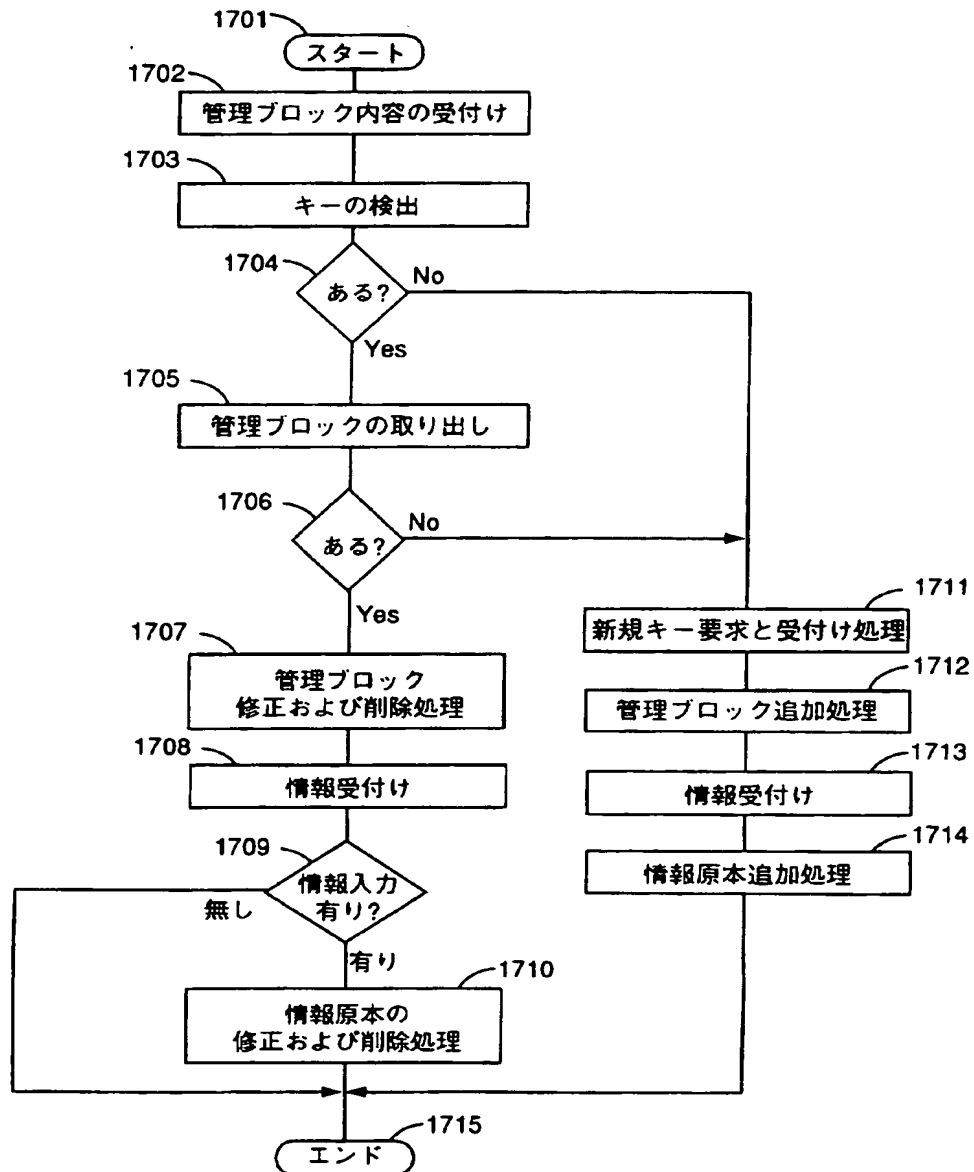 1701
スタート
1702
管理ブロック内容の受付け
1703
キーの検出
1704
ある?
No
Yes
1705
管理ブロックの取り出し
1706
ある?
No
Yes
1707
管理ブロック
修正および削除処理
1708
情報受付け
1709
情報入力
有り?
無し
有り
1710
情報原本の
修正および削除処理
1711
新規キー要求と受付け処理
1712
管理ブロック追加処理
1713
情報受付け
1714
情報原本追加処理
1715
エンド